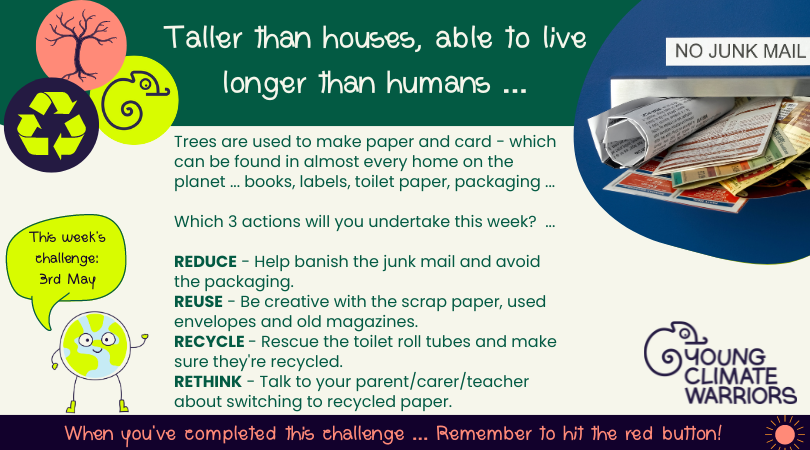 Taller than houses, able to live
longer than humans ...
NO JUNK MAIL
Trees are used to make paper and card - which
can be found in almost every home on the
planet ... books, labels, toilet paper, packaging ...
Which 3 actions will you undertake this week?  ...
This week's
challenge:
3rd May
REDUCE - Help banish the junk mail and avoid
the packaging.
REUSE - Be creative with the scrap paper, used
envelopes and old magazines.
RECYCLE - Rescue the toilet roll tubes and make
sure they're recycled.
RETHINK - Talk to your parent/carer/teacher
about switching to recycled paper.
YOUNG
CLIMATE
WARRIORS
When you've completed this challenge ... Remember to hit the red button!